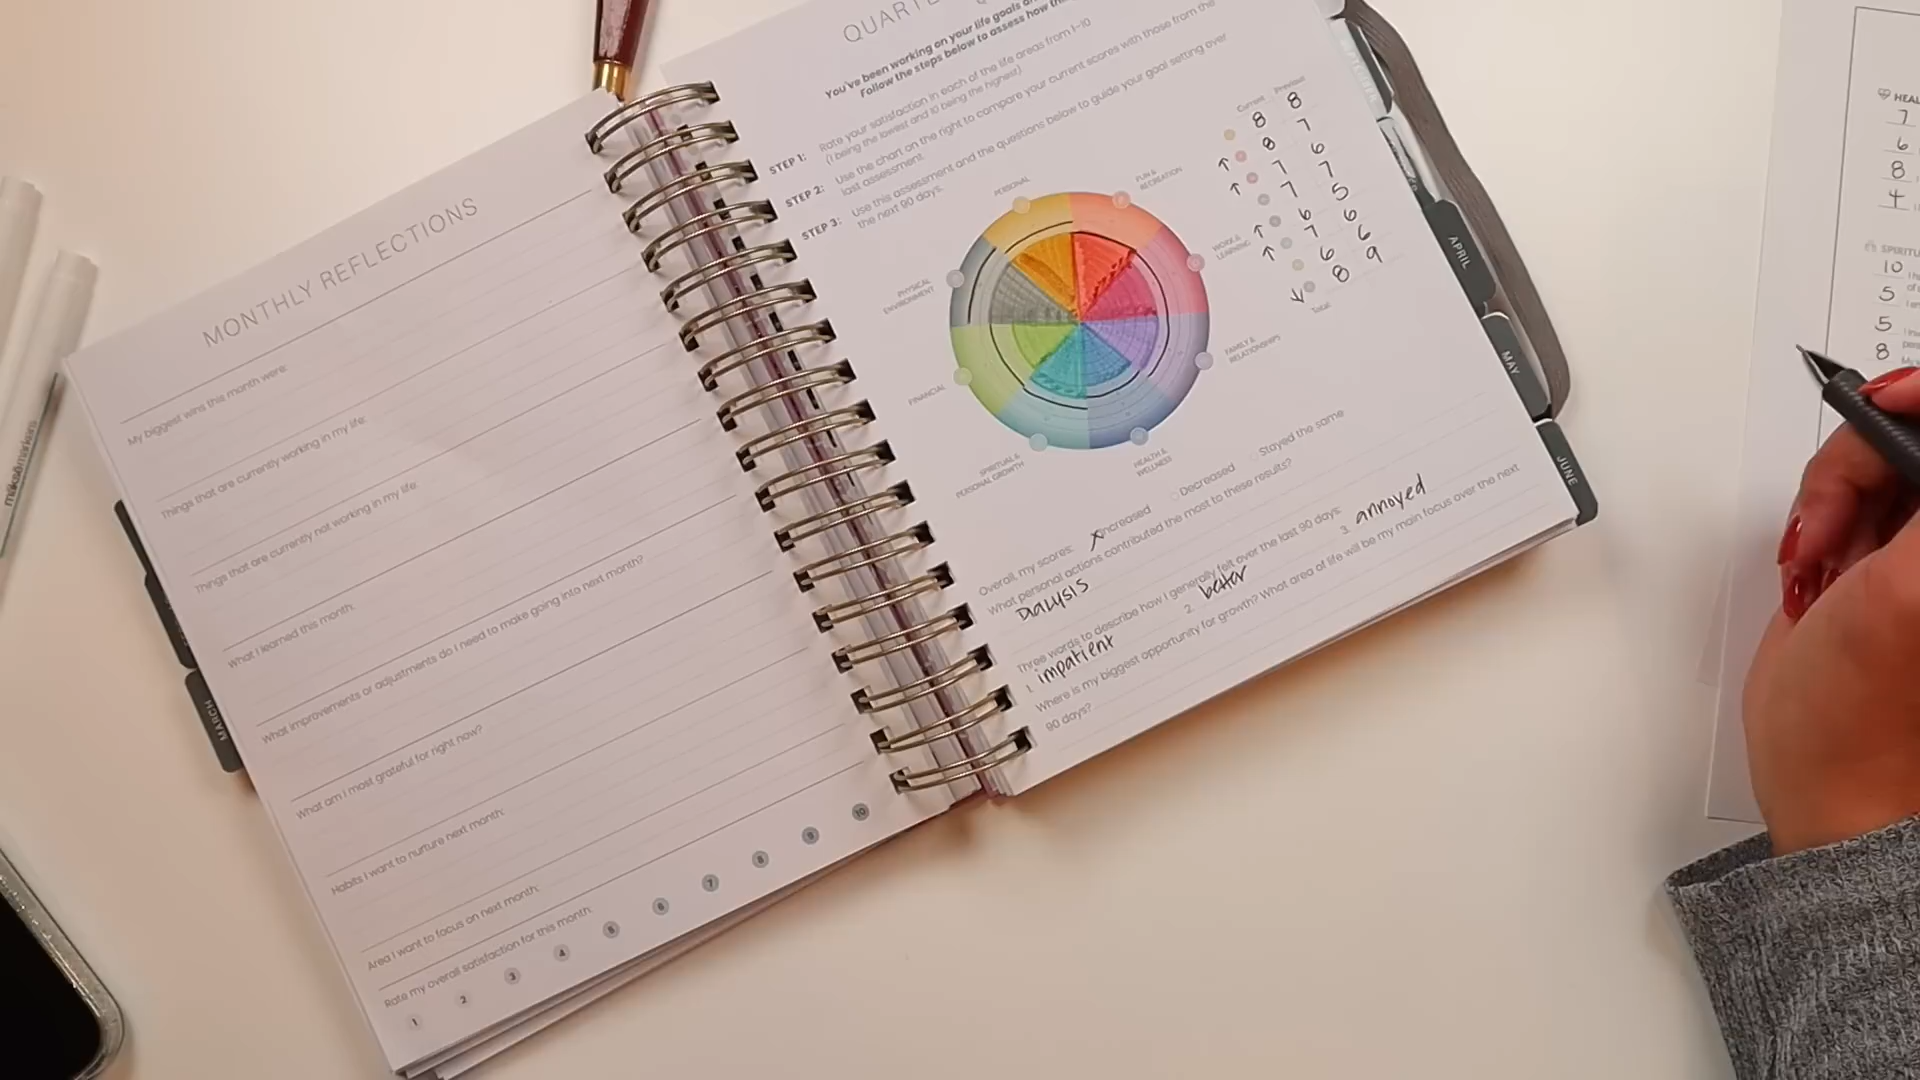 MONTHLY REFLECTIONS
My biggest wins this month were:
Things that are currently working in my life:
Things that are currently not working in my life:
What I learned this month:
What improvements or adjustments do I need to make going into next month?
What am I most grateful for right now?
Habits I want to nurture next month:
Area I want to focus on next month:
Rate my overall satisfaction for this month:
1 2 3 4 5 6 7 8 9 10
MARCH
QUARTE
You've been working on your life goals
Follow the steps below to assess how
STEP 1: Rate your satisfaction in each of the life areas from 1-10
(1 being the lowest and 10 being the highest)
STEP 2: Use the chart on the right to compare your current scores with those from the
last assessment.
STEP 3: Use this assessment and the questions below to guide your goal setting over
the next 90 days.
Current Previous
8 8
↑ 8 7
↑ 7 6
7 7
↑ 6 5
↑ 7 6
6 6
↓ 8 9
Total
PERSONAL
FUN &
RECREATION
WORK &
LEARNING
FAMILY &
RELATIONSHIPS
HEALTH &
WELLNESS
SPIRITUAL &
PERSONAL GROWTH
FINANCIAL
PHYSICAL
ENVIRONMENT
Overall, my scores: x Increased Decreased Stayed the same
What personal actions contributed the most to these results?
Dialysis
Three words to describe how I generally felt over the last 90 days:
1. impatient 2. better 3. annoyed
Where is my biggest opportunity for growth? What area of life will be my main focus over the next
90 days?
APRIL
MAY
JUNE
HEAL
7
6
8
4
SPIRITU
10
5
5
8